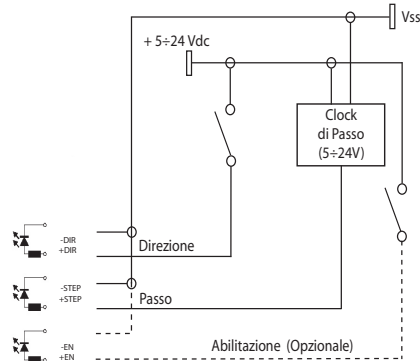 Vss
+ 5÷24 Vdc
Clock
di Passo
(5÷24V)
-DIR
+DIR
Direzione
-STEP
+STEP
Passo
-EN
+EN
Abilitazione (Opzionale)